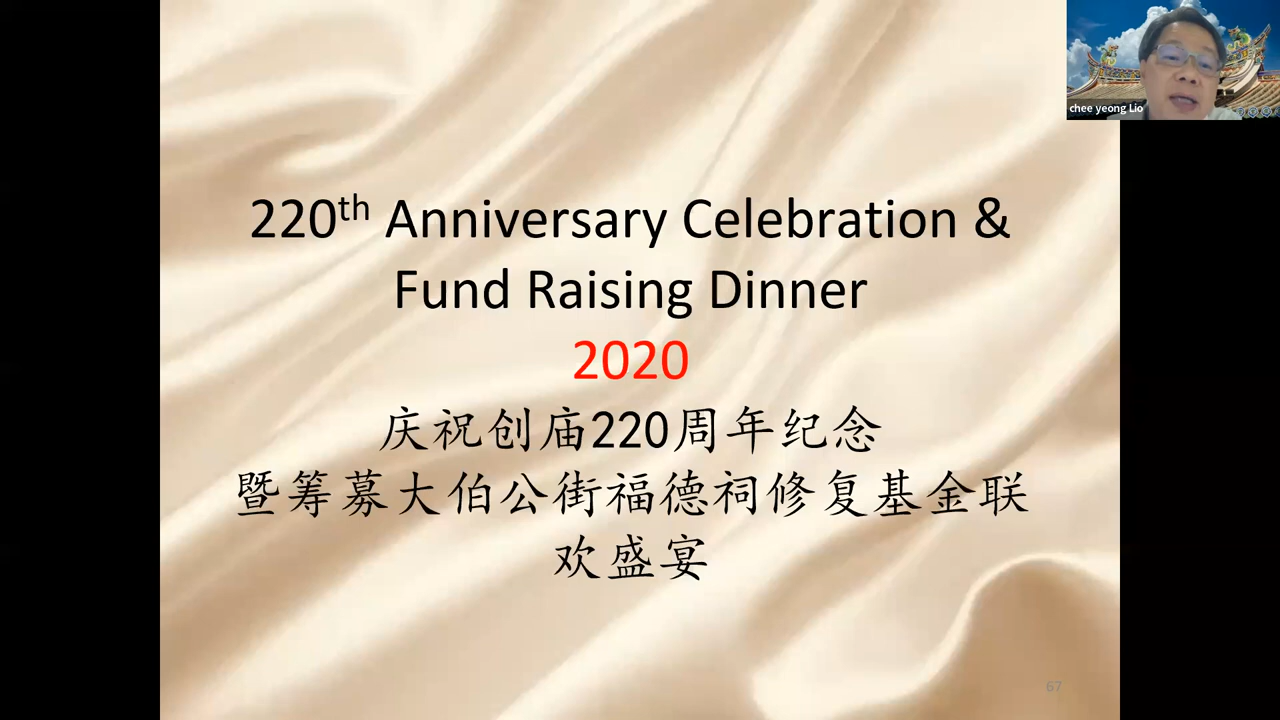 chee yeong Lio
220th Anniversary Celebration &
Fund Raising Dinner
2020
庆祝创庙220周年纪念
暨筹募大伯公街福德祠修复基金联
欢盛宴
67